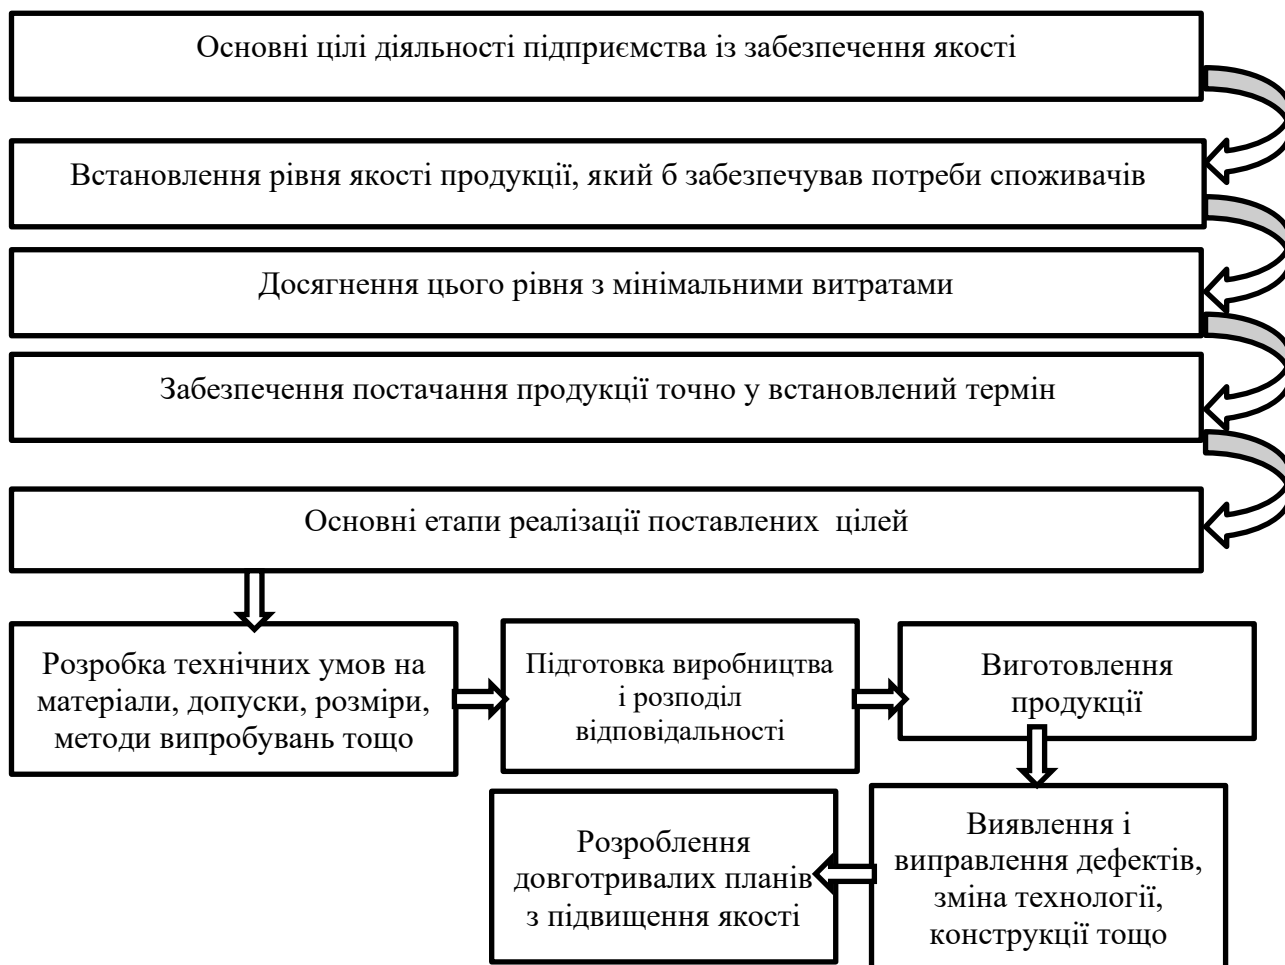 Основні цілі діяльності підприємства із забезпечення якості
Встановлення рівня якості продукції, який б забезпечував потреби споживачів
Досягнення цього рівня з мінімальними витратами
Забезпечення постачання продукції точно у встановлений термін
Основні етапи реалізації поставлених цілей
Розробка технічних умов на
матеріали, допуски, розміри,
методи випробувань тощо
Підготовка виробництва
і розподіл
відповідальності
Виготовлення
продукції
Виявлення і
виправлення дефектів,
зміна технології,
конструкції тощо
Розроблення
довготривалих планів
з підвищення якості